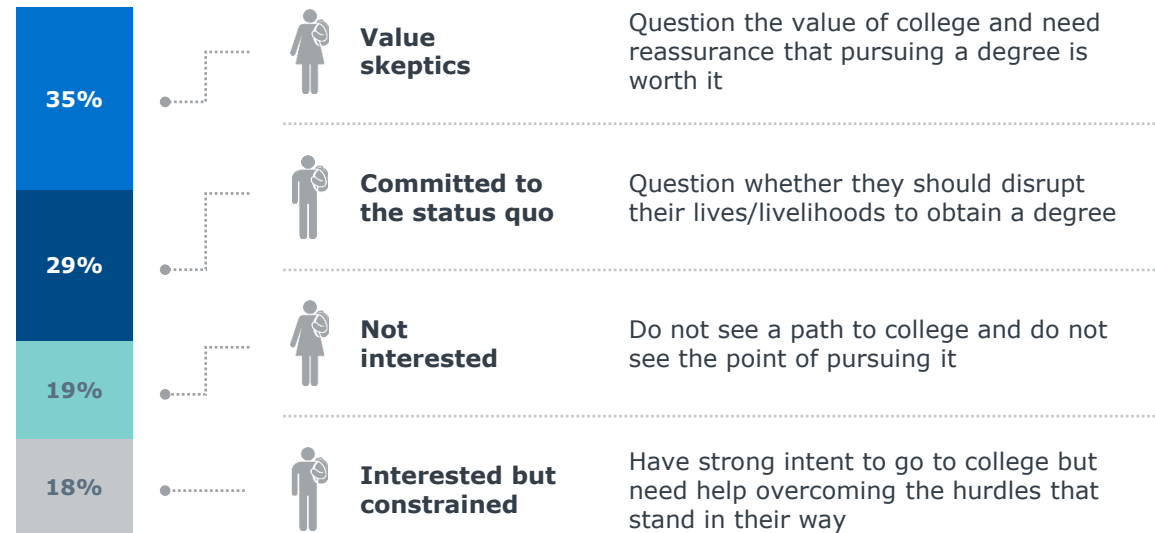 35%
Value
skeptics
Question the value of college and need
reassurance that pursuing a degree is
worth it
29%
Committed to
the status quo
Question whether they should disrupt
their lives/livelihoods to obtain a degree
19%
Not
interested
Do not see a path to college and do not
see the point of pursuing it
18%
Interested but
constrained
Have strong intent to go to college but
need help overcoming the hurdles that
stand in their way